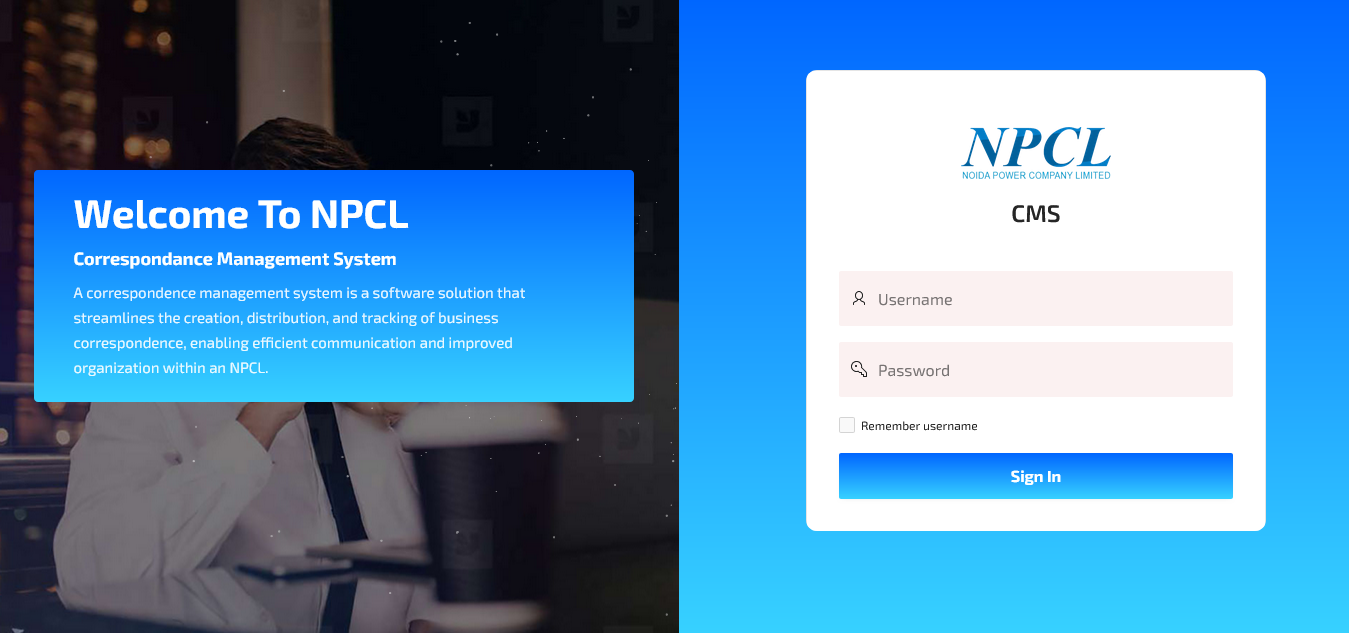 Welcome To NPCL
Correspondance Management System
A correspondence management system is a software solution that
streamlines the creation, distribution, and tracking of business
correspondence, enabling efficient communication and improved
organization within an NPCL.
NPCL
NOIDA POWER COMPANY LIMITED
CMS
Username
Password
Remember username
Sign In